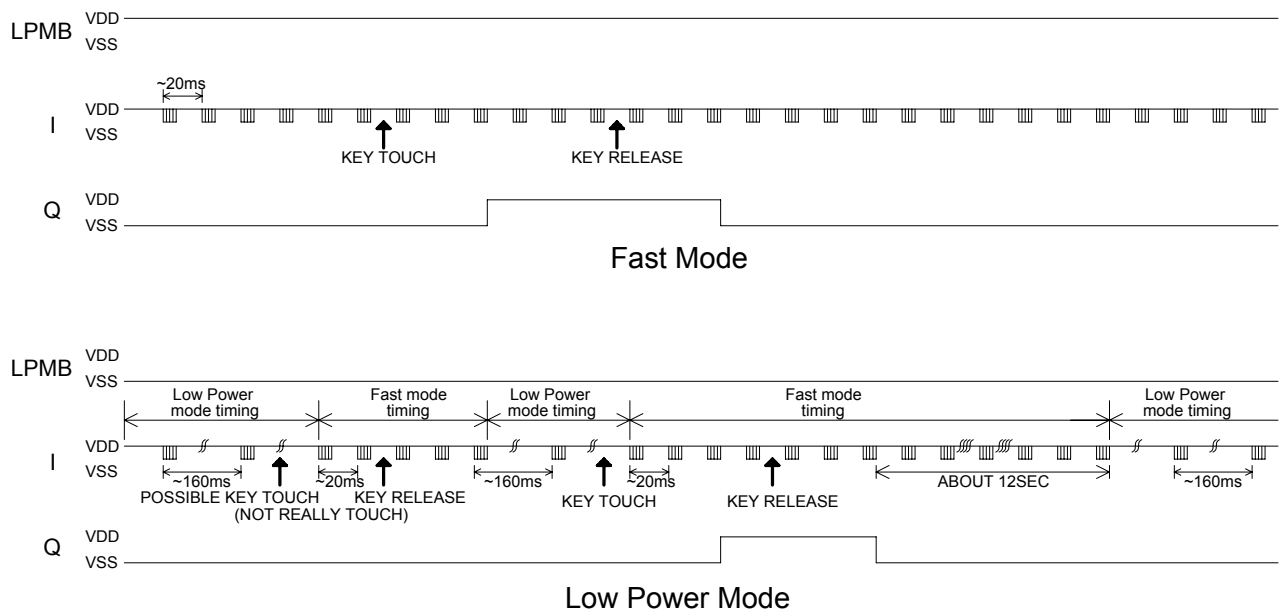 LPMB
VDD
VSS
~20ms
I
VDD
VSS
KEY TOUCH
KEY RELEASE
Q
VDD
VSS
Fast Mode
LPMB
VDD
VSS
Low Power
mode timing
Fast mode
timing
Low Power
mode timing
Fast mode
timing
Low Power
mode timing
I
VDD
VSS
~160ms
POSSIBLE KEY TOUCH
(NOT REALLY TOUCH)
~20ms
KEY RELEASE
~160ms
KEY TOUCH
~20ms
KEY RELEASE
ABOUT 12SEC
~160ms
Q
VDD
VSS
Low Power Mode